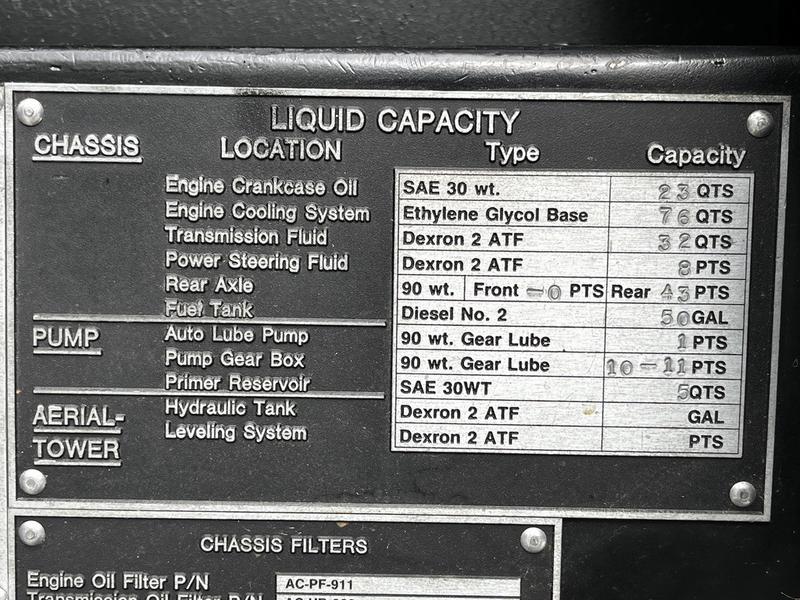 LIQUID CAPACITY
CHASSIS LOCATION Type Capacity
Engine Crankcase Oil SAE 30 wt. 23 QTS
Engine Cooling System Ethylene Glycol Base 76 QTS
Transmission Fluid Dexron 2 ATF 32 QTS
Power Steering Fluid Dexron 2 ATF 8 PTS
Rear Axle 90 wt. Front -0 PTS Rear 43 PTS
Fuel Tank Diesel No. 2 50 GAL
PUMP Auto Lube Pump 90 wt. Gear Lube 1 PTS
Pump Gear Box 90 wt. Gear Lube 10-11 PTS
Primer Reservoir SAE 30WT 5 QTS
AERIAL- Hydraulic Tank Dexron 2 ATF GAL
TOWER Leveling System Dexron 2 ATF PTS
CHASSIS FILTERS
Engine Oil Filter P/N AC-PF-911
Transmission Oil Filter P/N